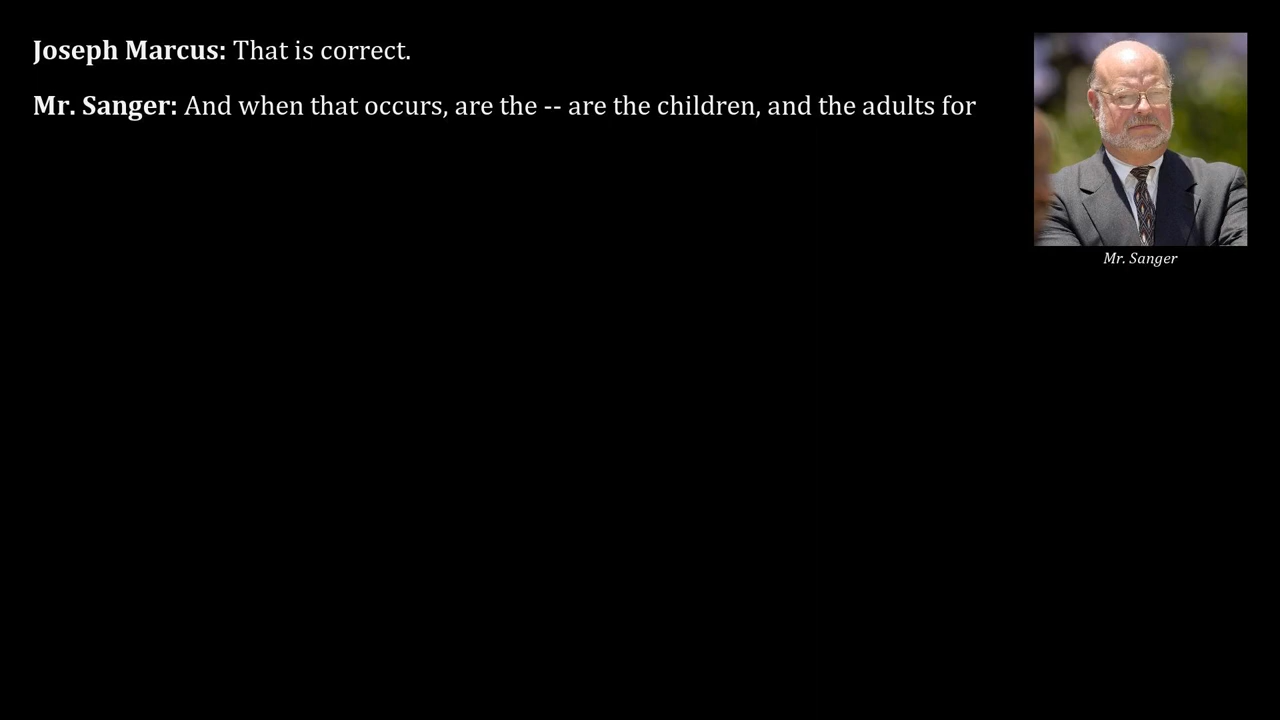 Joseph Marcus: That is correct.
Mr. Sanger: And when that occurs, are the -- are the children, and the adults for
Mr. Sanger